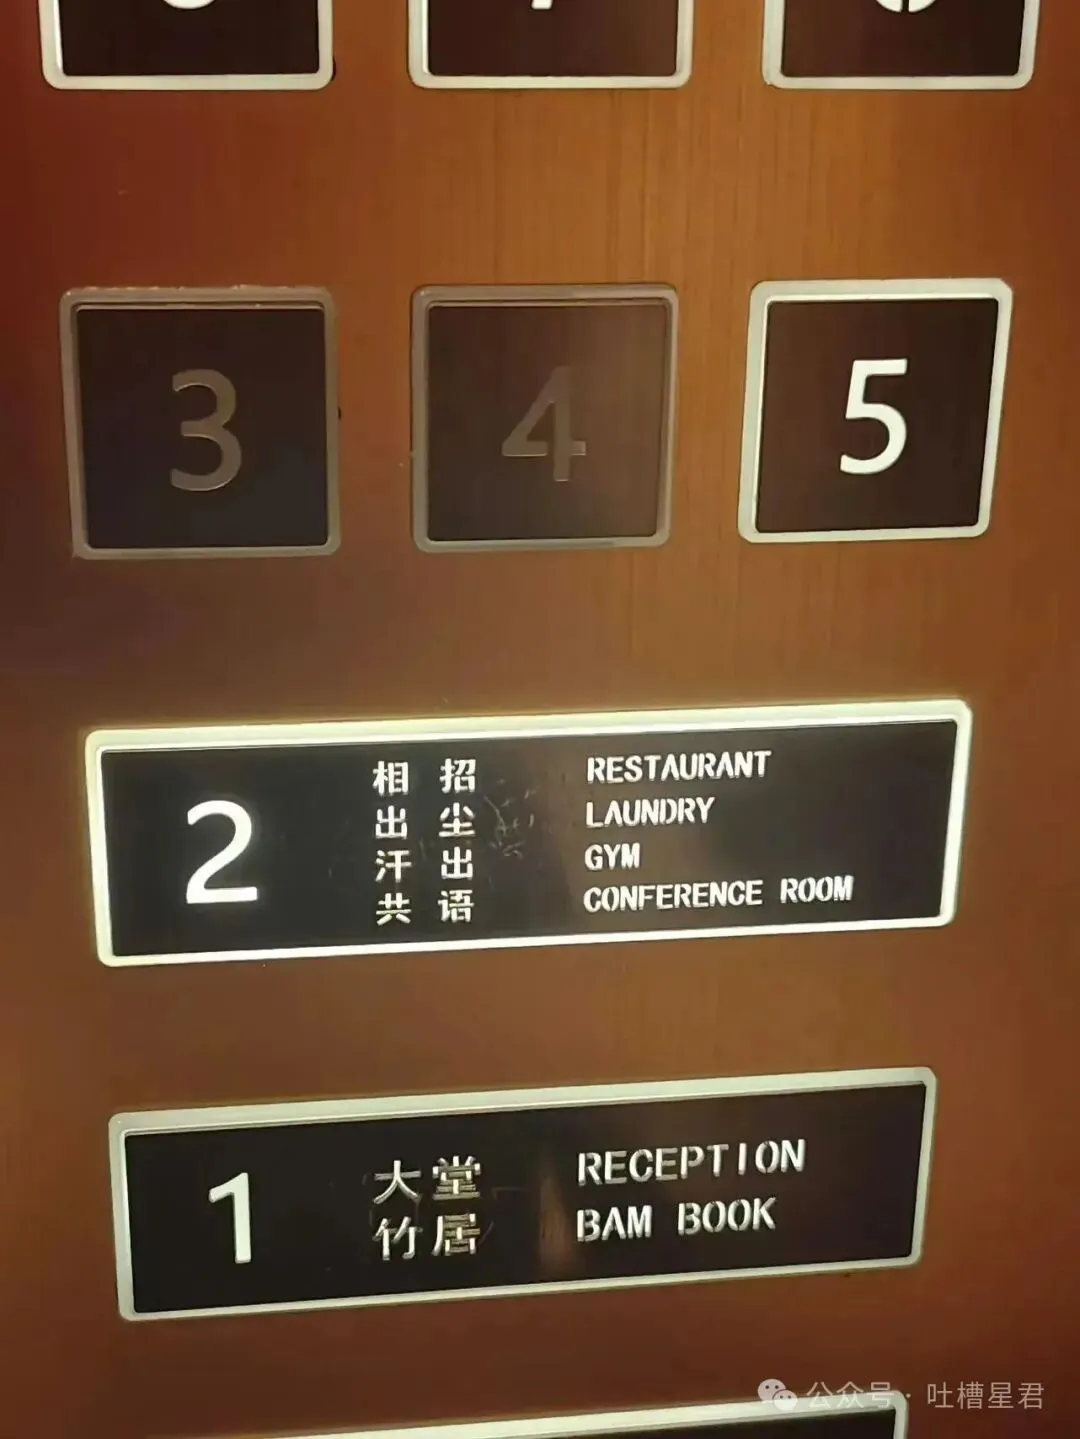 3 4 5
2
相招 RESTAURANT
出尘 LAUNDRY
汗出 GYM
共语 CONFERENCE ROOM
1
大堂 RECEPTION
竹居 BAM BOOK
公众号·吐槽星君